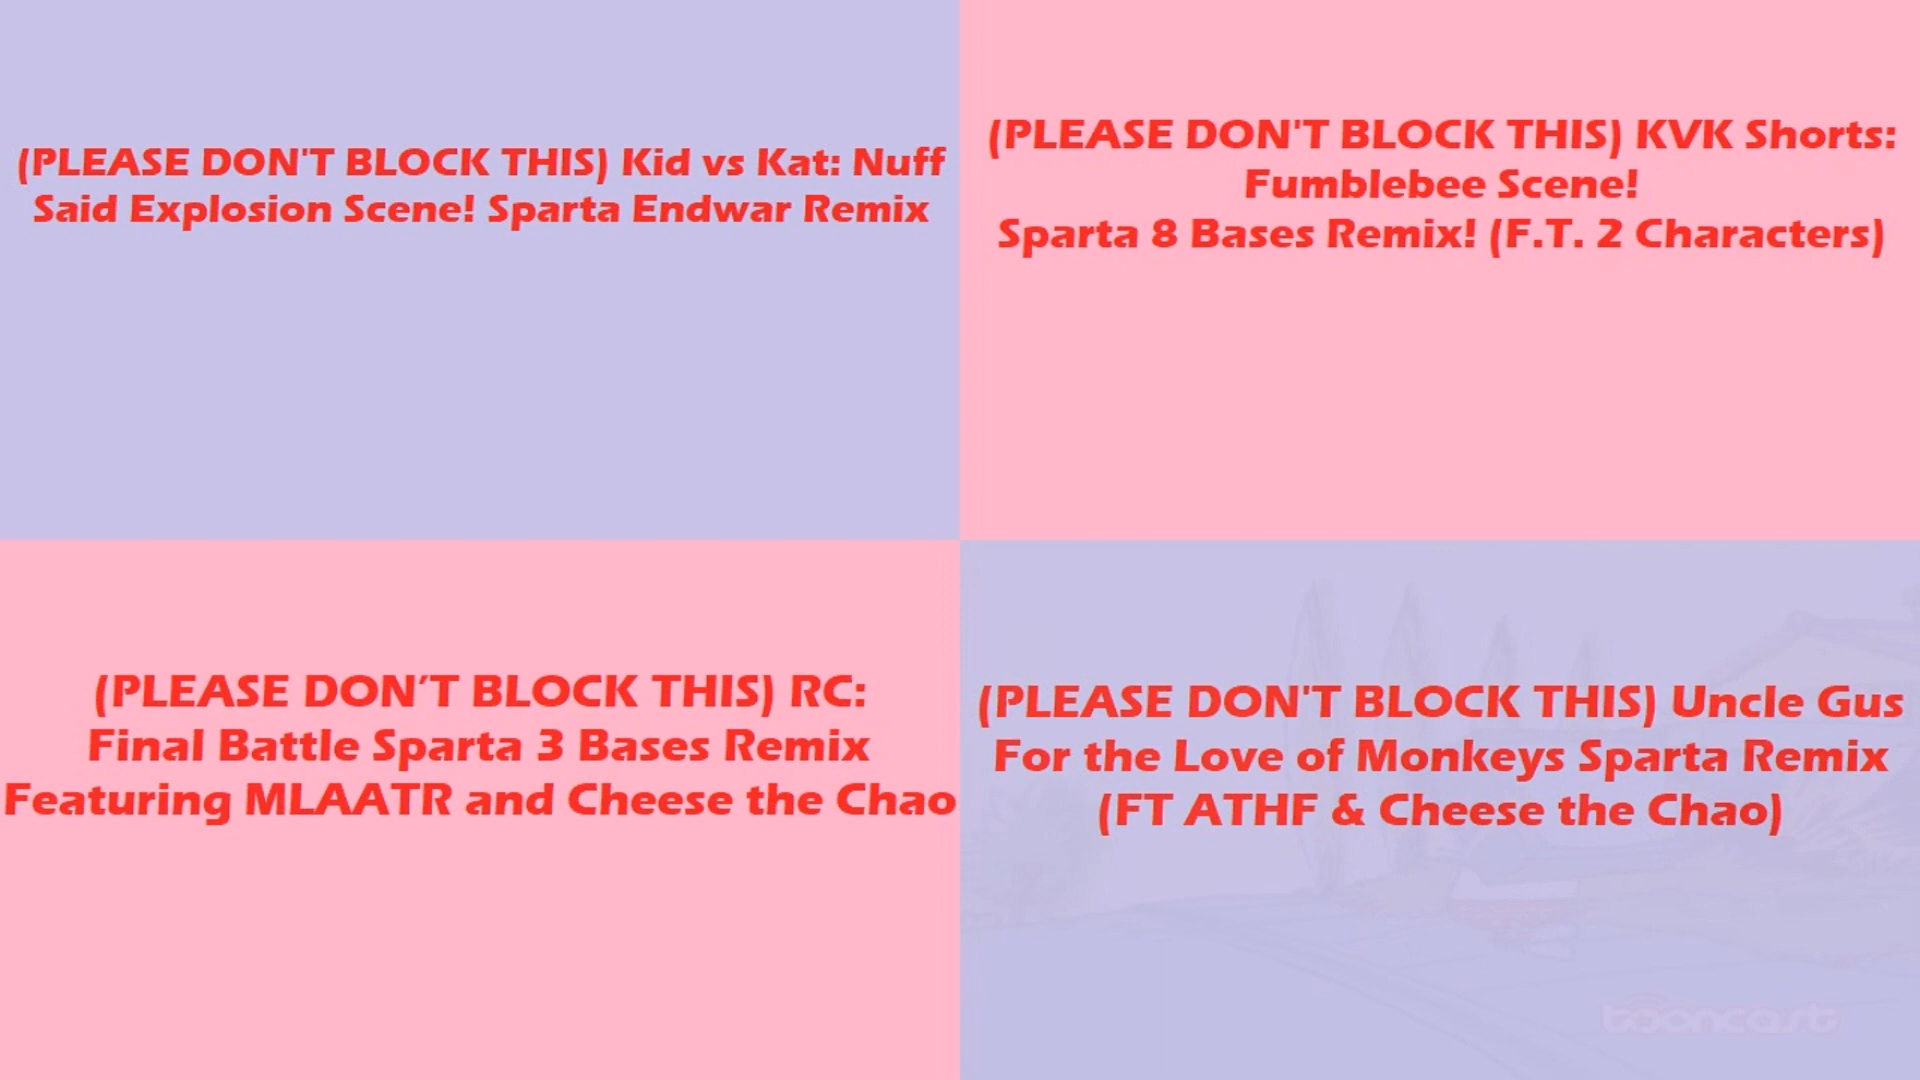 (PLEASE DON'T BLOCK THIS) Kid vs Kat: Nuff
Said Explosion Scene! Sparta Endwar Remix
(PLEASE DON'T BLOCK THIS) KVK Shorts:
Fumblebee Scene!
Sparta 8 Bases Remix! (F.T. 2 Characters)
(PLEASE DON’T BLOCK THIS) RC:
Final Battle Sparta 3 Bases Remix
Featuring MLAATR and Cheese the Chao
(PLEASE DON'T BLOCK THIS) Uncle Gus
For the Love of Monkeys Sparta Remix
(FT ATHF & Cheese the Chao)
tooncast